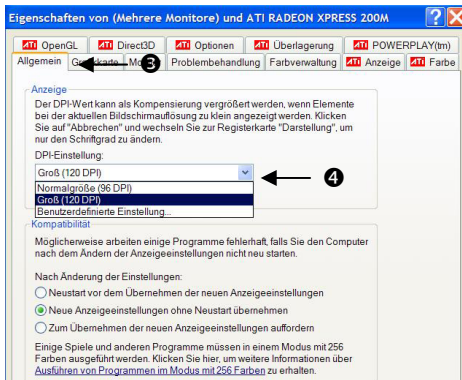 Eigenschaften von (Mehrere Monitore) und ATI RADEON XPRESS 200M
ATI OpenGL ATI Direct3D ATI Optionen ATI Überlagerung ATI POWERPLAY(tm)
Allgemein Problembehandlung Farbverwaltung ATI Anzeige ATI Farbe
3
Anzeige
Der DPI-Wert kann als Kompensierung vergrößert werden, wenn Elemente
bei der aktuellen Bildschirmauflösung zu klein angezeigt werden. Klicken
Sie auf "Abbrechen" und wechseln Sie zur Registerkarte "Darstellung", um
nur den Schriftgrad zu ändern.
DPI-Einstellung:
Groß (120 DPI)
4
Normalgröße (96 DPI)
Groß (120 DPI)
Benutzerdefinierte Einstellung...
Kompatibilität
Möglicherweise arbeiten einige Programme fehlerhaft, falls Sie den Computer
nach dem Ändern der Anzeigeeinstellungen nicht neu starten.
Nach Änderung der Einstellungen:
Neustart vor dem Übernehmen der neuen Anzeigeeinstellungen
Neue Anzeigeeinstellungen ohne Neustart übernehmen
Zum Übernehmen der neuen Anzeigeeinstellungen auffordern
Einige Spiele und anderen Programme müssen in einem Modus mit 256
Farben ausgeführt werden. Klicken Sie hier, um weitere Informationen über
Ausführen von Programmen im Modus mit 256 Farben zu erhalten.